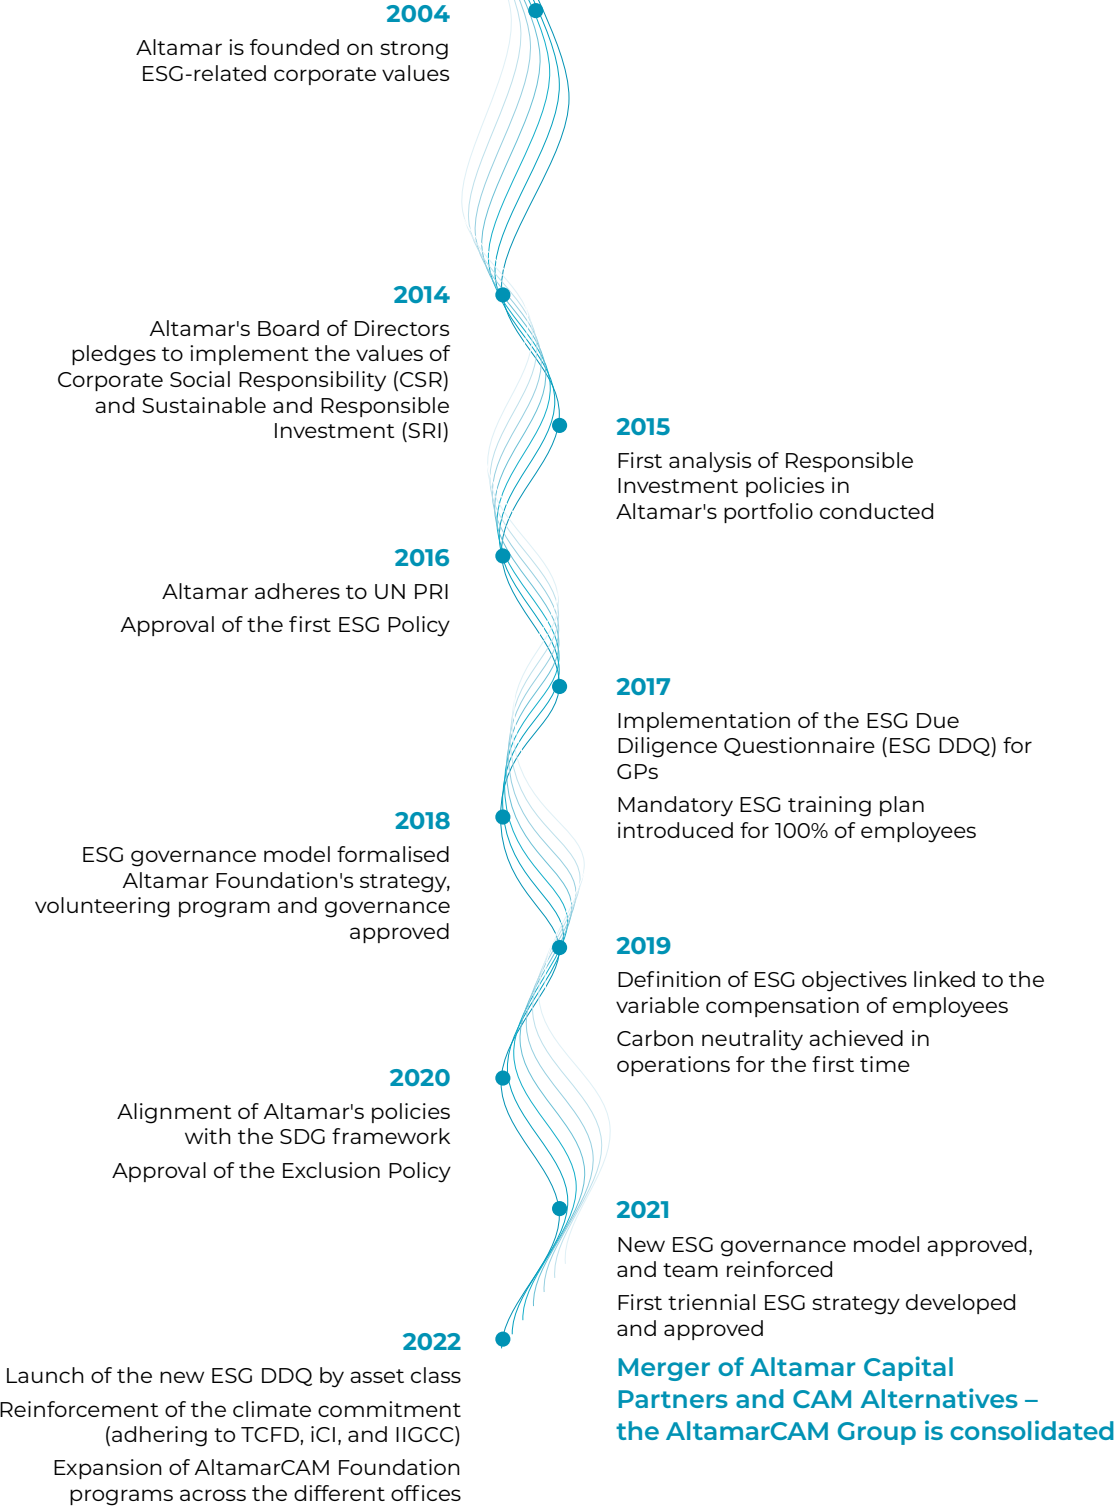 2004
Altamar is founded on strong
ESG-related corporate values
2014
Altamar's Board of Directors
pledges to implement the values of
Corporate Social Responsibility (CSR)
and Sustainable and Responsible
Investment (SRI)
2015
First analysis of Responsible
Investment policies in
Altamar's portfolio conducted
2016
Altamar adheres to UN PRI
Approval of the first ESG Policy
2017
Implementation of the ESG Due
Diligence Questionnaire (ESG DDQ) for
GPs
Mandatory ESG training plan
introduced for 100% of employees
2018
ESG governance model formalised
Altamar Foundation's strategy,
volunteering program and governance
approved
2019
Definition of ESG objectives linked to the
variable compensation of employees
Carbon neutrality achieved in
operations for the first time
2020
Alignment of Altamar's policies
with the SDG framework
Approval of the Exclusion Policy
2021
New ESG governance model approved,
and team reinforced
First triennial ESG strategy developed
and approved
Merger of Altamar Capital
Partners and CAM Alternatives –
the AltamarCAM Group is consolidated
2022
Launch of the new ESG DDQ by asset class
Reinforcement of the climate commitment
(adhering to TCFD, iCI, and IIGCC)
Expansion of AltamarCAM Foundation
programs across the different offices